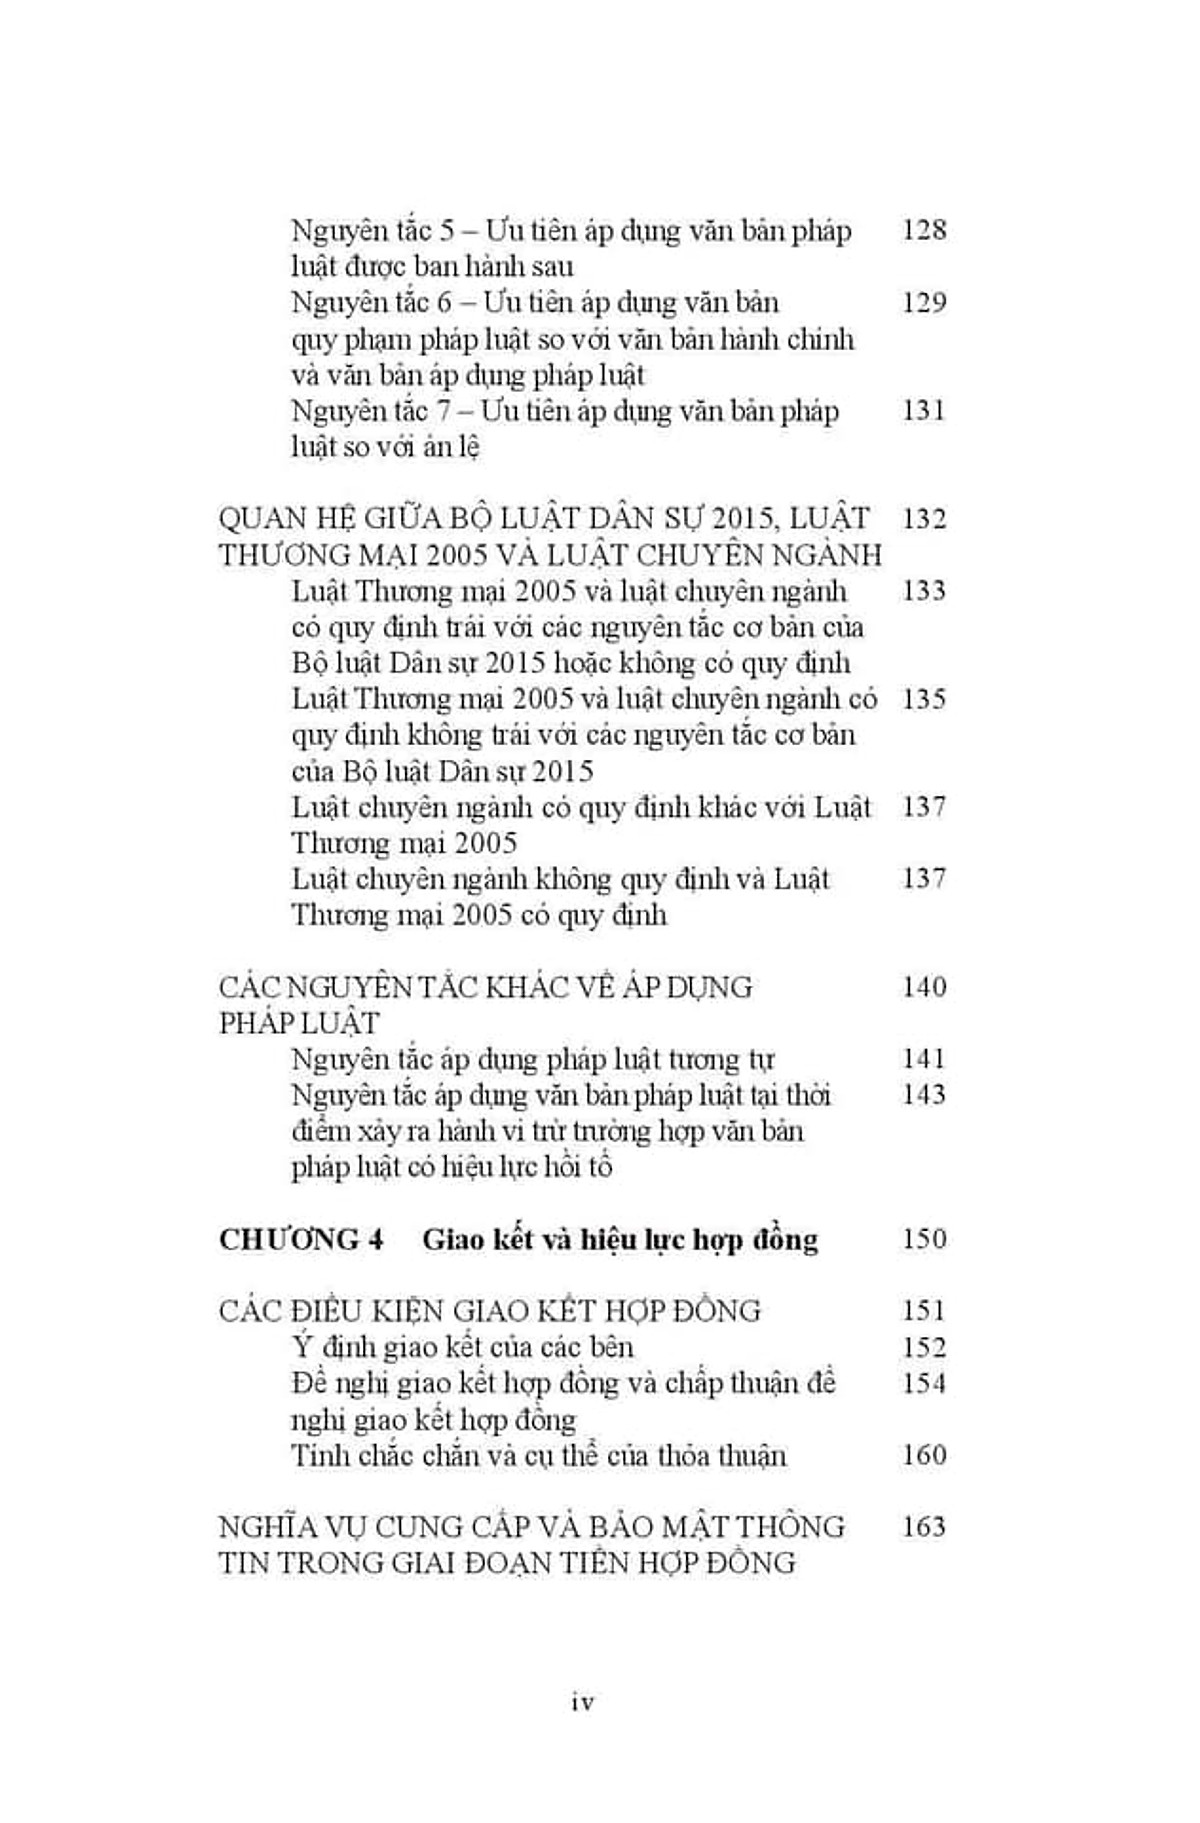 Nguyên tắc 5 – Ưu tiên áp dụng văn bản pháp 128
luật được ban hành sau
Nguyên tắc 6 – Ưu tiên áp dụng văn bản 129
quy phạm pháp luật so với văn bản hành chính
và văn bản áp dụng pháp luật
Nguyên tắc 7 – Ưu tiên áp dụng văn bản pháp 131
luật so với án lệ
QUAN HỆ GIỮA BỘ LUẬT DÂN SỰ 2015, LUẬT 132
THƯƠNG MẠI 2005 VÀ LUẬT CHUYÊN NGÀNH
Luật Thương mại 2005 và luật chuyên ngành 133
có quy định trái với các nguyên tắc cơ bản của
Bộ luật Dân sự 2015 hoặc không có quy định
Luật Thương mại 2005 và luật chuyên ngành có 135
quy định không trái với các nguyên tắc cơ bản
của Bộ luật Dân sự 2015
Luật chuyên ngành có quy định khác với Luật 137
Thương mại 2005
Luật chuyên ngành không quy định và Luật 137
Thương mại 2005 có quy định
CÁC NGUYÊN TẮC KHÁC VỀ ÁP DỤNG 140
PHÁP LUẬT
Nguyên tắc áp dụng pháp luật tương tự 141
Nguyên tắc áp dụng văn bản pháp luật tại thời 143
điểm xảy ra hành vi trừ trường hợp văn bản
pháp luật có hiệu lực hồi tố
CHƯƠNG 4 Giao kết và hiệu lực hợp đồng 150
CÁC ĐIỀU KIỆN GIAO KẾT HỢP ĐỒNG 151
Ý định giao kết của các bên 152
Đề nghị giao kết hợp đồng và chấp thuận đề 154
nghị giao kết hợp đồng
Tính chắc chắn và cụ thể của thỏa thuận 160
NGHĨA VỤ CUNG CẤP VÀ BẢO MẬT THÔNG 163
TIN TRONG GIAI ĐOẠN TIỀN HỢP ĐỒNG
iv